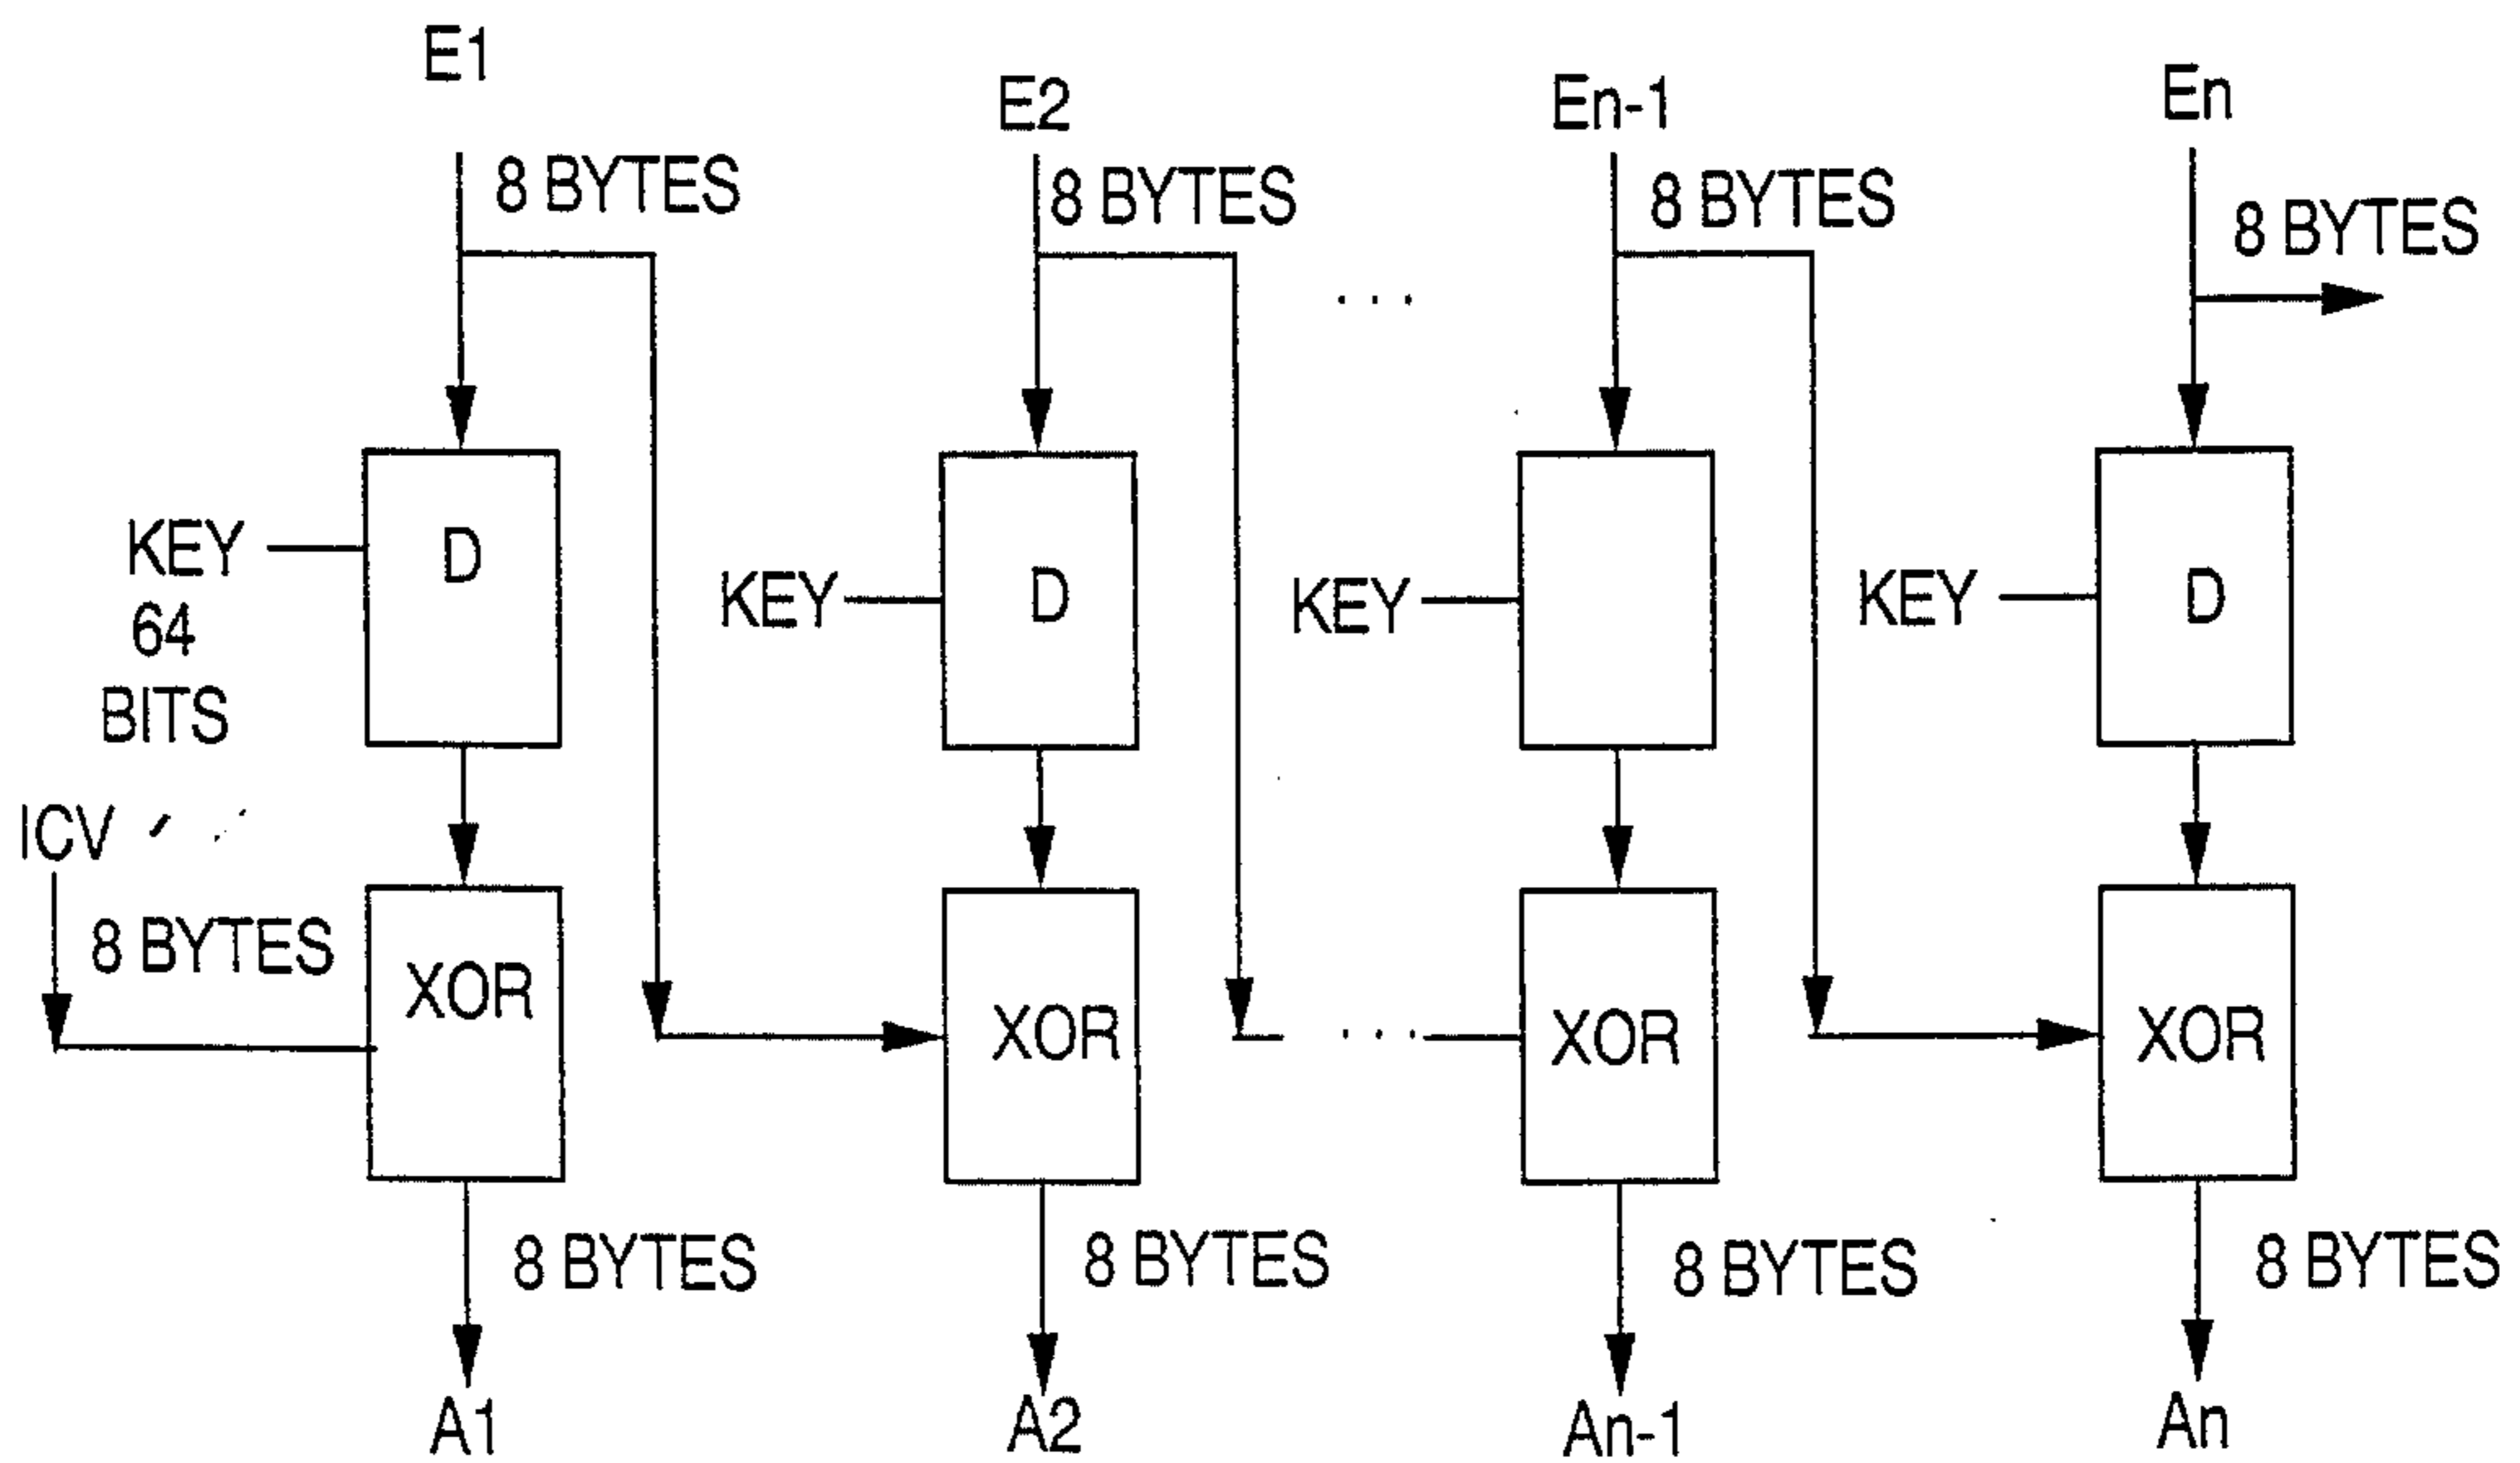 E1
E2
En-1
En
8 BYTES
8 BYTES
8 BYTES
8 BYTES
KEY
64
BITS
D
KEY
D
KEY
KEY
D
ICV
8 BYTES
XOR
XOR
XOR
XOR
8 BYTES
8 BYTES
8 BYTES
8 BYTES
A1
A2
An-1
An